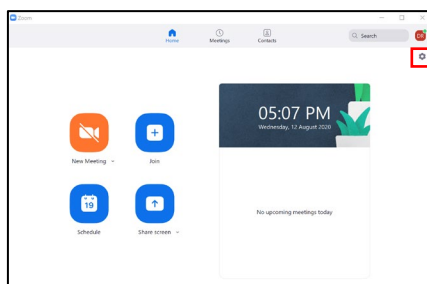 Zoom
Home
Meetings
Contacts
Search
DR
05:07 PM
Wednesday, 12 August 2020
New Meeting
Join
19
Schedule
Share screen
No upcoming meetings today